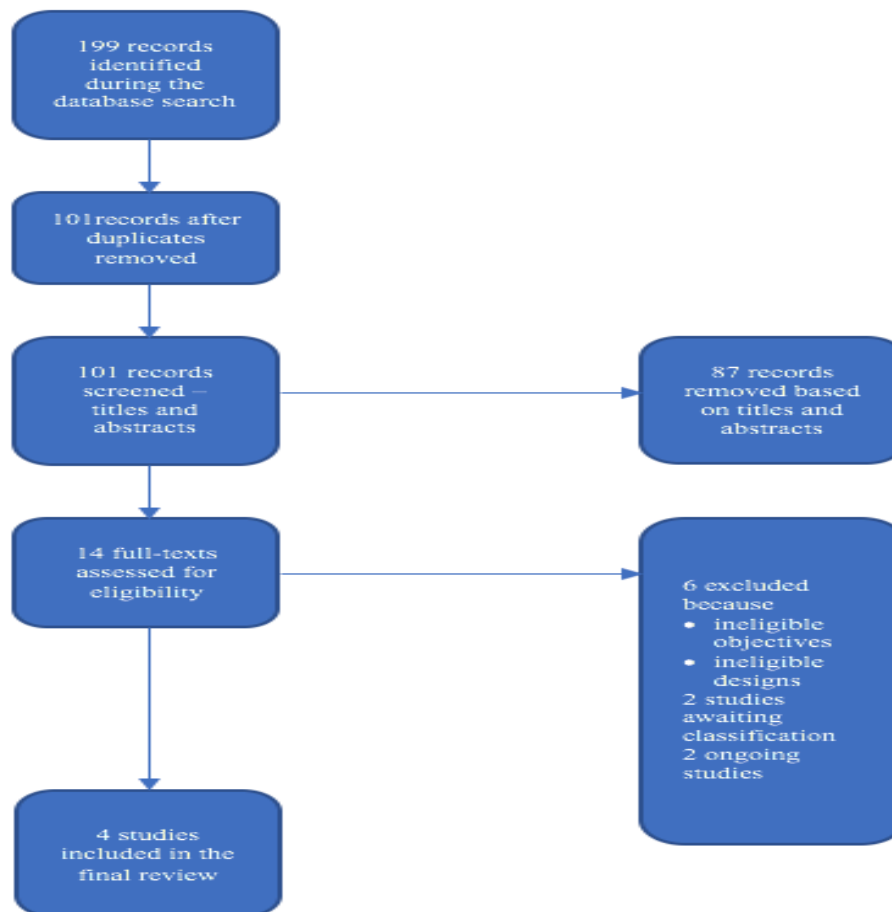 199 records
identified
during the
database search
101records after
duplicates
removed
101 records
screened –
titles and
abstracts
87 records
removed based
on titles and
abstracts
14 full-texts
assessed for
eligibility
6 excluded
because
• ineligible
objectives
• ineligible
designs
2 studies
awaiting
classification
2 ongoing
studies
4 studies
included in the
final review